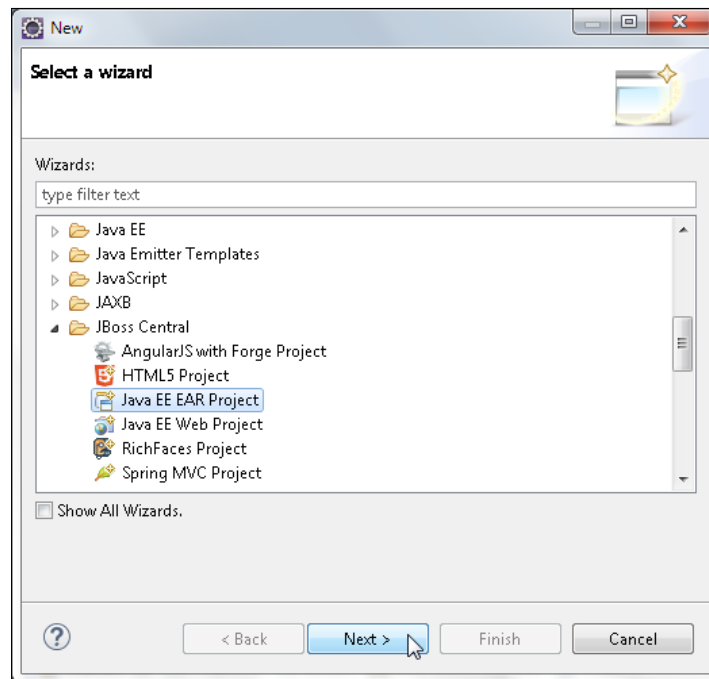 New
Select a wizard
Wizards:
type filter text
Java EE
Java Emitter Templates
JavaScript
JAXB
JBoss Central
AngularJS with Forge Project
HTML5 Project
Java EE EAR Project
Java EE Web Project
RichFaces Project
Spring MVC Project
Show All Wizards.
? < Back Next > Finish Cancel